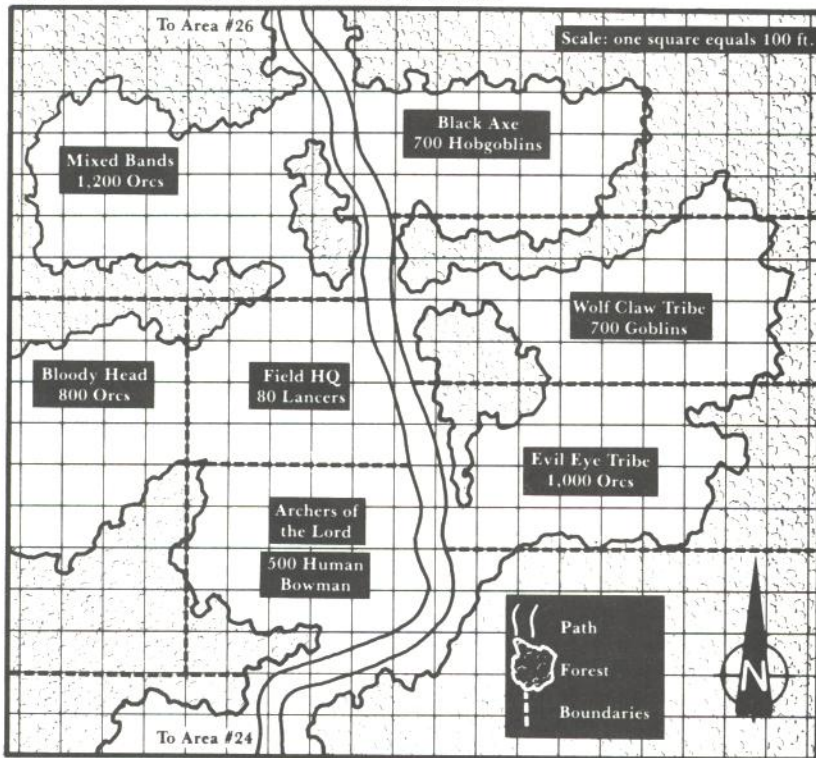 To Area #26
Scale: one square equals 100 ft.
Black Axe
700 Hobgoblins
Mixed Bands
1,200 Orcs
Wolf Claw Tribe
700 Goblins
Bloody Head
800 Orcs
Field HQ
80 Lancers
Evil Eye Tribe
1,000 Orcs
Archers of
the Lord
500 Human
Bowman
Path
Forest
Boundaries
N
To Area #24